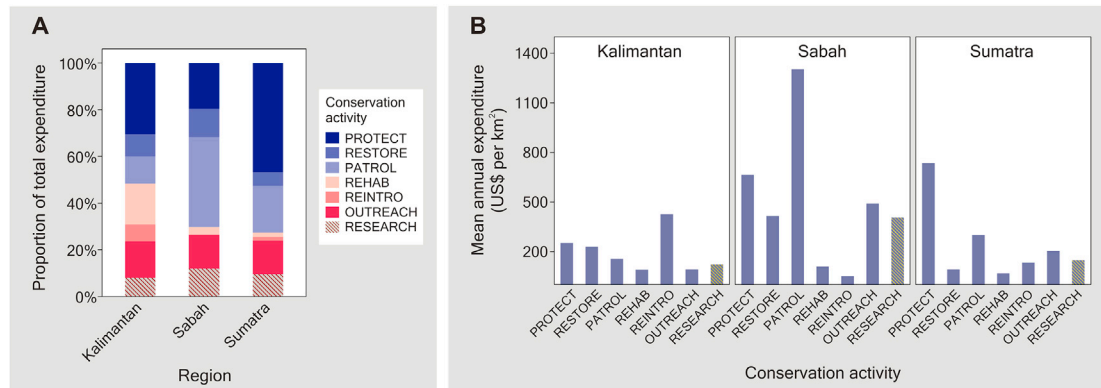 A
Proportion of total expenditure
100%
80%
60%
40%
20%
0%
Kalimantan
Sabah
Sumatra
Region
Conservation
activity
PROTECT
RESTORE
PATROL
REHAB
REINTRO
OUTREACH
RESEARCH
B
Mean annual expenditure
(US$ per km²)
1400
1100
800
500
200
Kalimantan
Sabah
Sumatra
PROTECT
RESTORE
PATROL
REHAB
REINTRO
OUTREACH
RESEARCH
PROTECT
RESTORE
PATROL
REHAB
REINTRO
OUTREACH
RESEARCH
PROTECT
RESTORE
PATROL
REHAB
REINTRO
OUTREACH
RESEARCH
Conservation activity